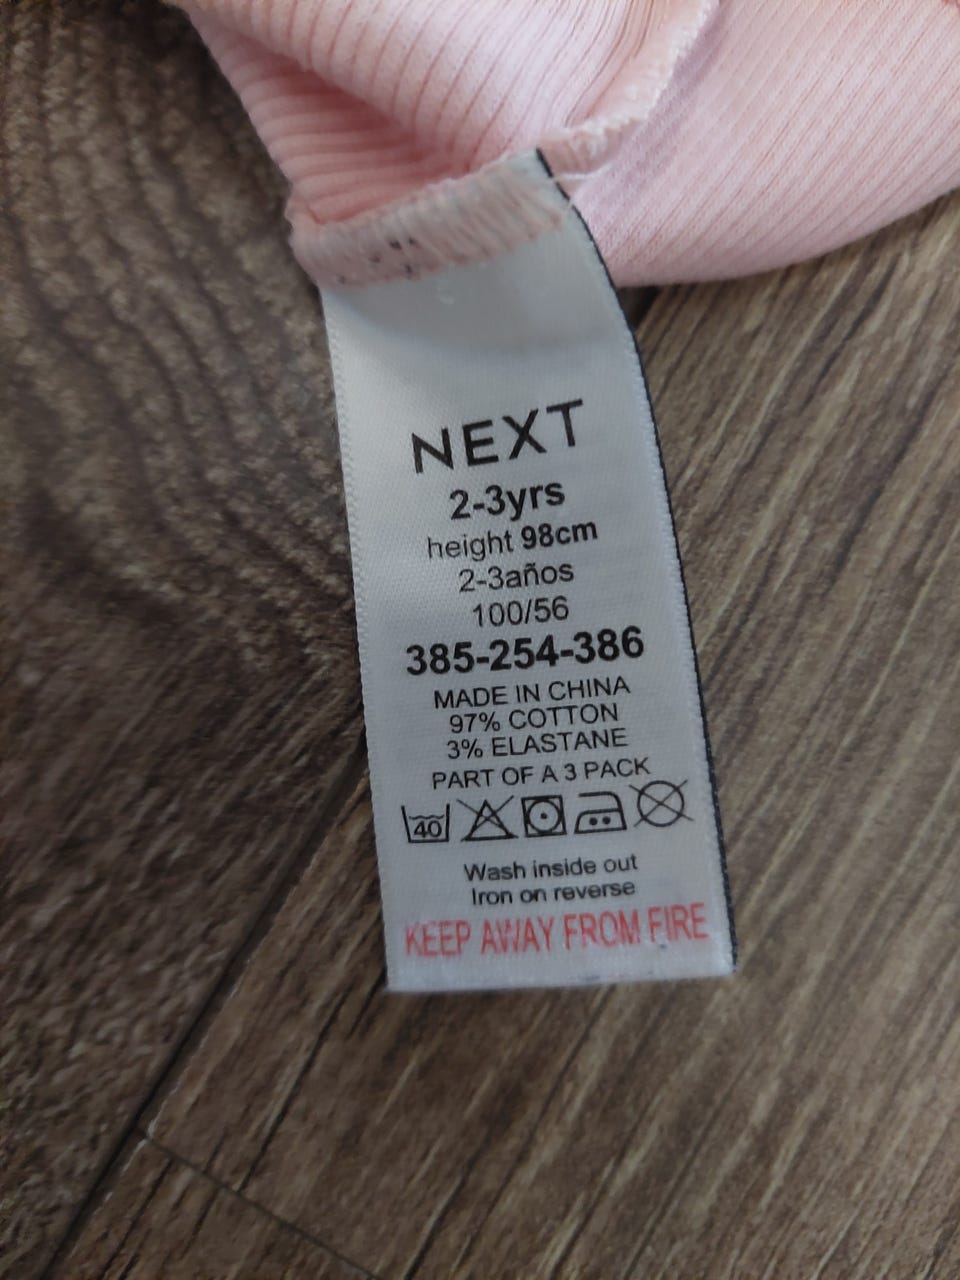 NEXT
2-3yrs
height 98cm
2-3años
100/56
385-254-386
MADE IN CHINA
97% COTTON
3% ELASTANE
PART OF A 3 PACK
40
Wash inside out
Iron on reverse
KEEP AWAY FROM FIRE